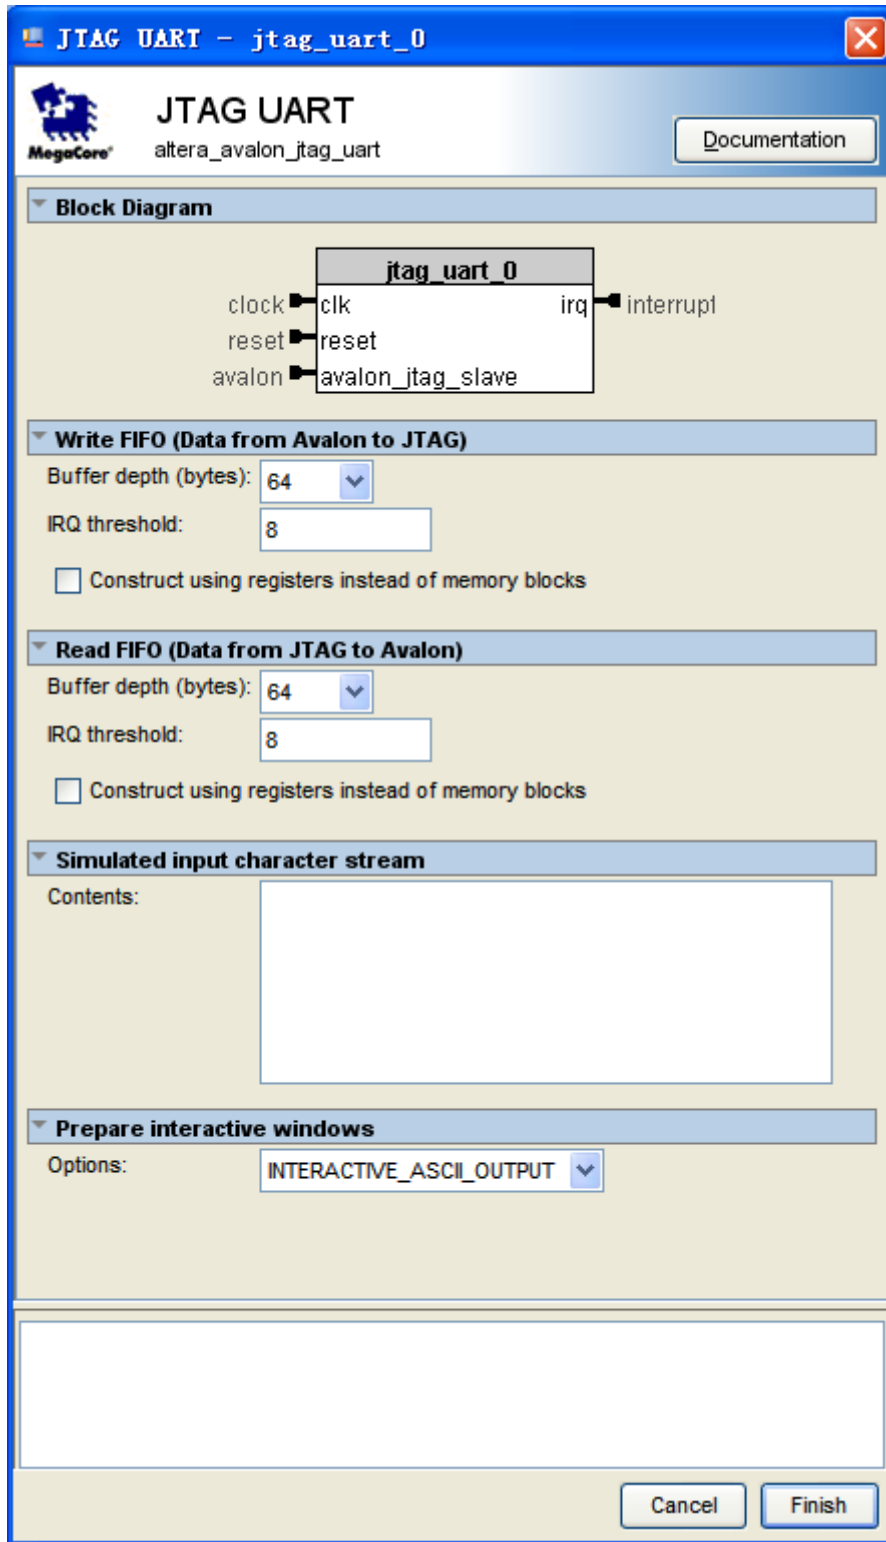 JTAG UART - jtag_uart_0
MegaCore'
JTAG UART
altera_avalon_jtag_uart
Documentation
Block Diagram
jtag_uart_0
clock clk irq interrupt
reset reset
avalon avalon_jtag_slave
Write FIFO (Data from Avalon to JTAG)
Buffer depth (bytes): 64
IRQ threshold: 8
Construct using registers instead of memory blocks
Read FIFO (Data from JTAG to Avalon)
Buffer depth (bytes): 64
IRQ threshold: 8
Construct using registers instead of memory blocks
Simulated input character stream
Contents:
Prepare interactive windows
Options: INTERACTIVE_ASCII_OUTPUT
Cancel Finish